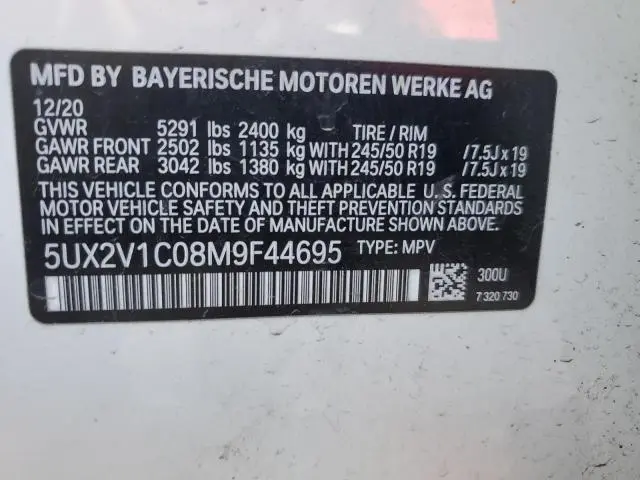 MFD BY BAYERISCHE MOTOREN WERKE AG
12/20
GVWR 5291 lbs 2400 kg TIRE / RIM
GAWR FRONT 2502 lbs 1135 kg WITH 245/50 R19 /7.5J x 19
GAWR REAR 3042 lbs 1380 kg WITH 245/50 R19 /7.5J x 19
THIS VEHICLE CONFORMS TO ALL APPLICABLE U. S. FEDERAL
MOTOR VEHICLE SAFETY AND THEFT PREVENTION STANDARDS
IN EFFECT ON THE DATE OF MANUFACTURE SHOWN ABOVE.
5UX2V1C08M9F44695 TYPE: MPV
300U
7 320 730